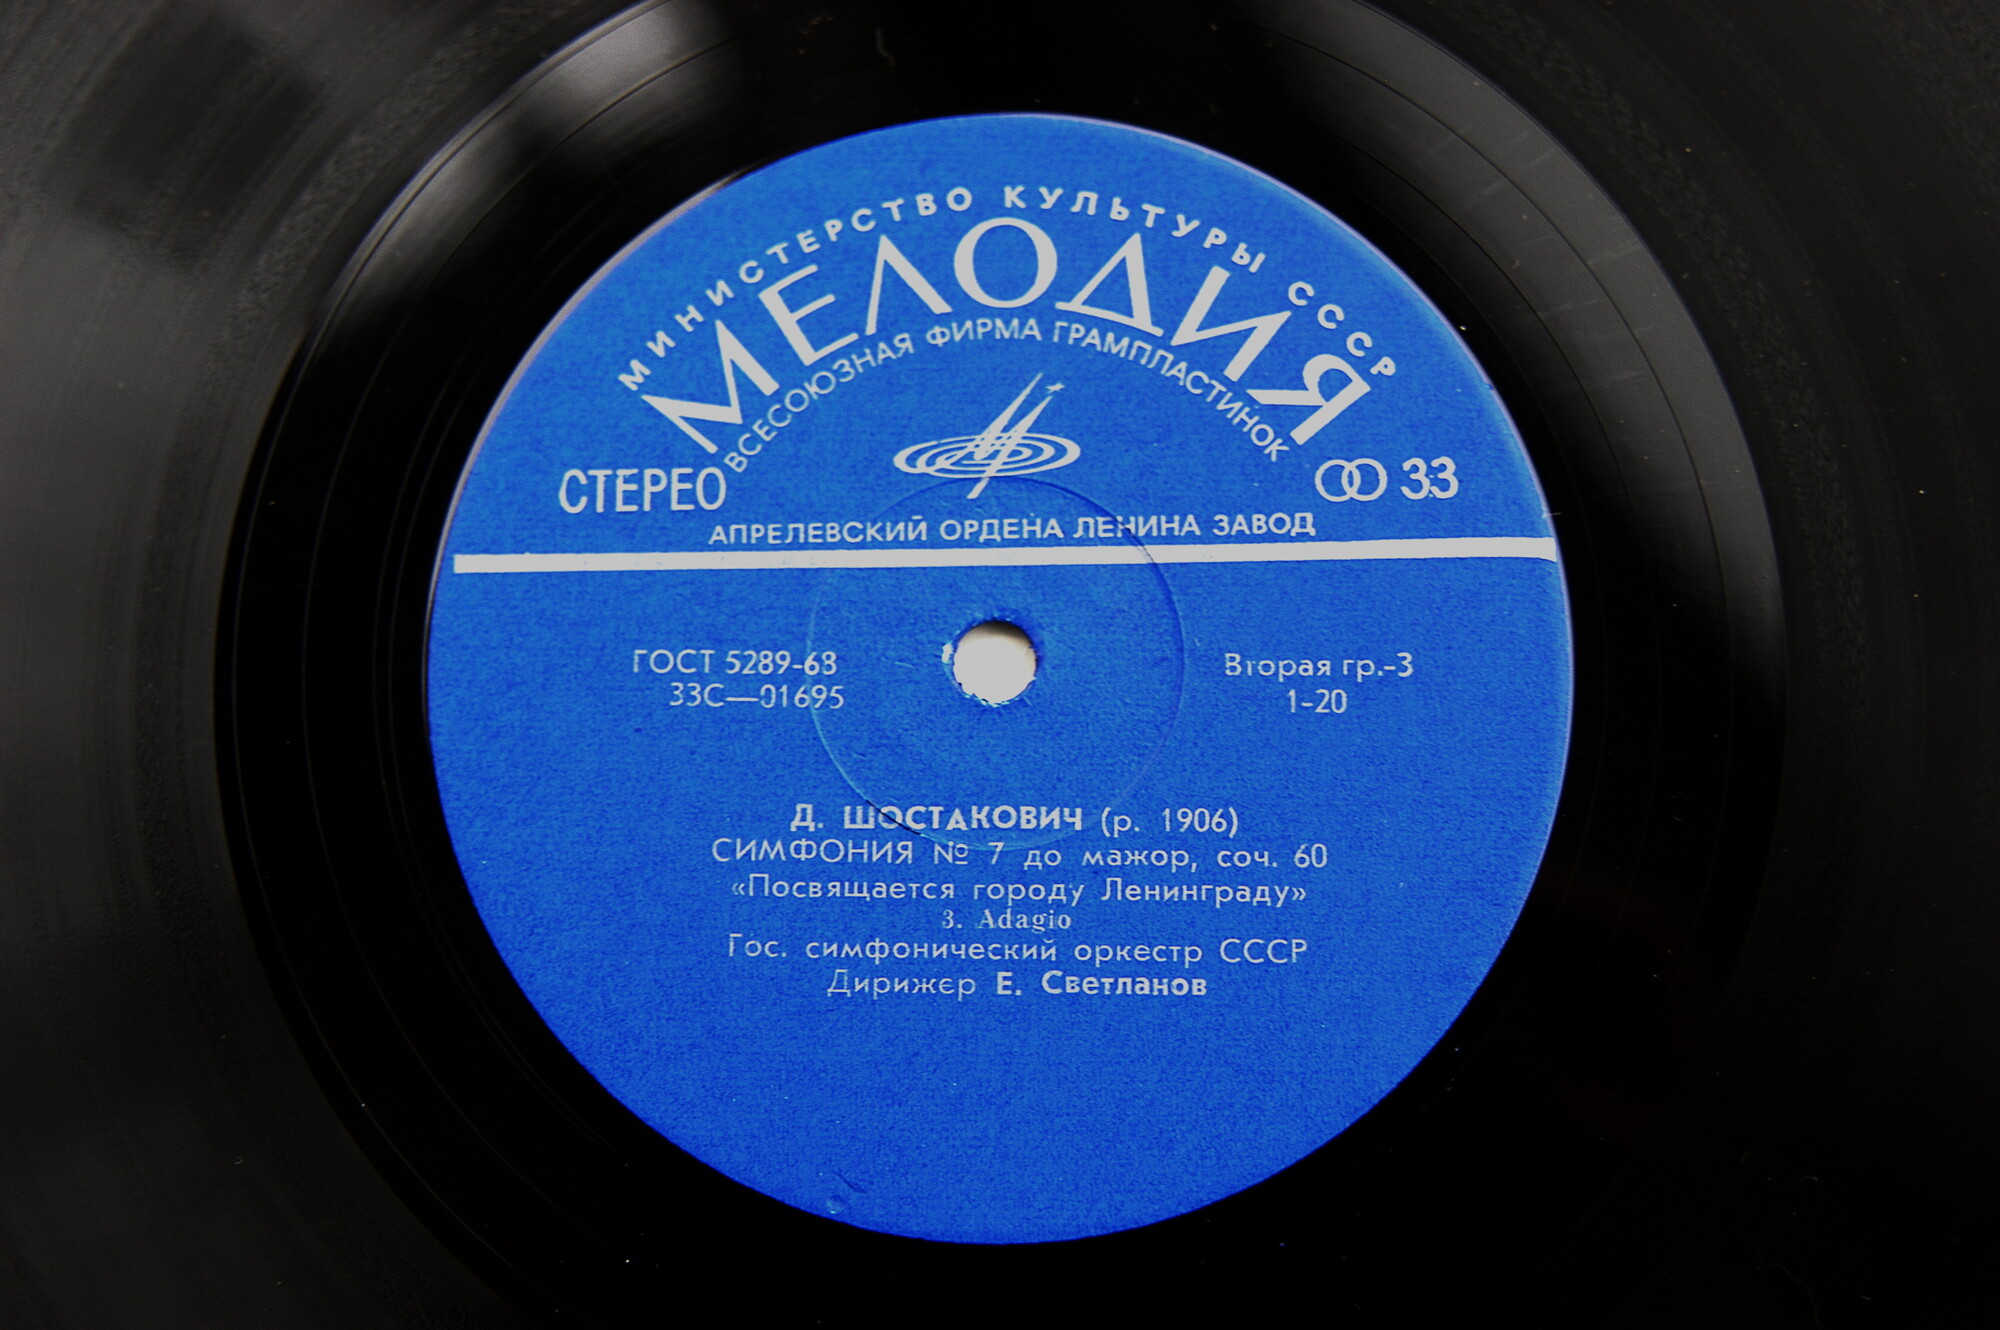 МИНИСТЕРСТВО КУЛЬТУРЫ СССР
МЕЛОДИЯ
ВСЕСОЮЗНАЯ ФИРМА ГРАМПЛАСТИНОК
СТЕРЕО
33
АПРЕЛЕВСКИЙ ОРДЕНА ЛЕНИНА ЗАВОД
ГОСТ 5289-68
33С—01695
Вторая гр.-3
1-20
Д. ШОСТАКОВИЧ (р. 1906)
СИМФОНИЯ № 7 до мажор, соч. 60
«Посвящается городу Ленинграду»
3. Adagio
Гос. симфонический оркестр СССР
Дирижер Е. Светланов